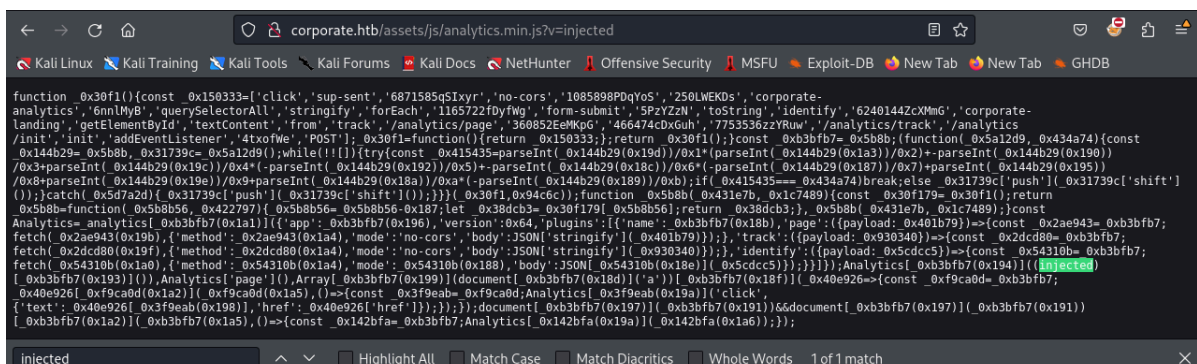 corporate.htb/assets/js/analytics.min.js?v=injected
Kali Linux Kali Training Kali Tools Kali Forums Kali Docs NetHunter Offensive Security MSFU Exploit-DB New Tab New Tab GHDB
function _0x30f1(){const _0x150333=['click','sup-sent','6871585qSIxyr','no-cors','1085898PDqYoS','250LWEKDs','corporate-
analytics','6nnlMyB','querySelectorAll','stringify','forEach','1165722fDyfWg','form-submit','5PzYZzN','toString','identify','6240144ZcXMmG','corporate-
landing','getElementById','textContent','from','track','/analytics/page','360852EeMKpG','466474cDxGuh','7753536zzYRuw','/analytics/track','/analytics
/init','init','addEventListener','4txofWe','POST'];_0x30f1=function(){return _0x150333;};return _0x30f1();}const _0xb3bfb7=_0x5b8b;(function(_0x5a12d9,_0x434a74){const
_0x144b29=_0x5b8b,_0x31739c=_0x5a12d9();while(!![]){try{const _0x415435=parseInt(_0x144b29(0x19d))/0x1*(parseInt(_0x144b29(0x1a3))/0x2)+-parseInt(_0x144b29(0x190))
/0x3+parseInt(_0x144b29(0x19c))/0x4*(-parseInt(_0x144b29(0x192))/0x5)+-parseInt(_0x144b29(0x18c))/0x6*(-parseInt(_0x144b29(0x187))/0x7)+parseInt(_0x144b29(0x195))
/0x8+parseInt(_0x144b29(0x19e))/0x9+parseInt(_0x144b29(0x18a))/0xa*(-parseInt(_0x144b29(0x189))/0xb);if(_0x415435===_0x434a74)break;else _0x31739c['push'](_0x31739c['shift']
());}catch(_0x5d7a2d){_0x31739c['push'](_0x31739c['shift']());}}}(_0x30f1,0x94c6c));function _0x5b8b(_0x431e7b,_0x1c7489){const _0x30f179=_0x30f1();return
_0x5b8b=function(_0x5b8b56,_0x422797){_0x5b8b56=_0x5b8b56-0x187;let _0x38dcb3=_0x30f179[_0x5b8b56];return _0x38dcb3;},_0x5b8b(_0x431e7b,_0x1c7489);}const
Analytics=_analytics[_0xb3bfb7(0x1a1)]({'app':_0xb3bfb7(0x196),'version':0x64,'plugins':[{'name':_0xb3bfb7(0x18b),'page':({payload:_0x401b79})=>{const _0x2ae943=_0xb3bfb7;
fetch(_0x2ae943(0x19b),{'method':_0x2ae943(0x1a4),'mode':'no-cors','body':JSON['stringify'](_0x401b79)});},'track':({payload:_0x930340})=>{const _0x2dcd80=_0xb3bfb7;
fetch(_0x2dcd80(0x19f),{'method':_0x2dcd80(0x1a4),'mode':'no-cors','body':JSON['stringify'](_0x930340)});},'identify':({payload:_0x5cdcc5})=>{const _0x54310b=_0xb3bfb7;
fetch(_0x54310b(0x1a0),{'method':_0x54310b(0x1a4),'mode':_0x54310b(0x188),'body':JSON[_0x54310b(0x18e)](_0x5cdcc5)});}}]});Analytics[_0xb3bfb7(0x194)]((injected)
[_0xb3bfb7(0x193)]()),Analytics['page'](),Array[_0xb3bfb7(0x199)](document[_0xb3bfb7(0x18d)]('a'))[_0xb3bfb7(0x18f)](_0x40e926=>{const _0xf9ca0d=_0xb3bfb7;
_0x40e926[_0xf9ca0d(0x1a2)](_0xf9ca0d(0x1a5),()=>{const _0x3f9eab=_0xf9ca0d;Analytics[_0x3f9eab(0x19a)]('click',
{'text':_0x40e926[_0x3f9eab(0x198)],'href':_0x40e926['href']});});});document[_0xb3bfb7(0x197)](_0xb3bfb7(0x191))&&document[_0xb3bfb7(0x197)](_0xb3bfb7(0x191))
[_0xb3bfb7(0x1a2)](_0xb3bfb7(0x1a5),()=>{const _0x142bfa=_0xb3bfb7;Analytics[_0x142bfa(0x19a)](_0x142bfa(0x1a6));});
injected Highlight All Match Case Match Diacritics Whole Words 1 of 1 match